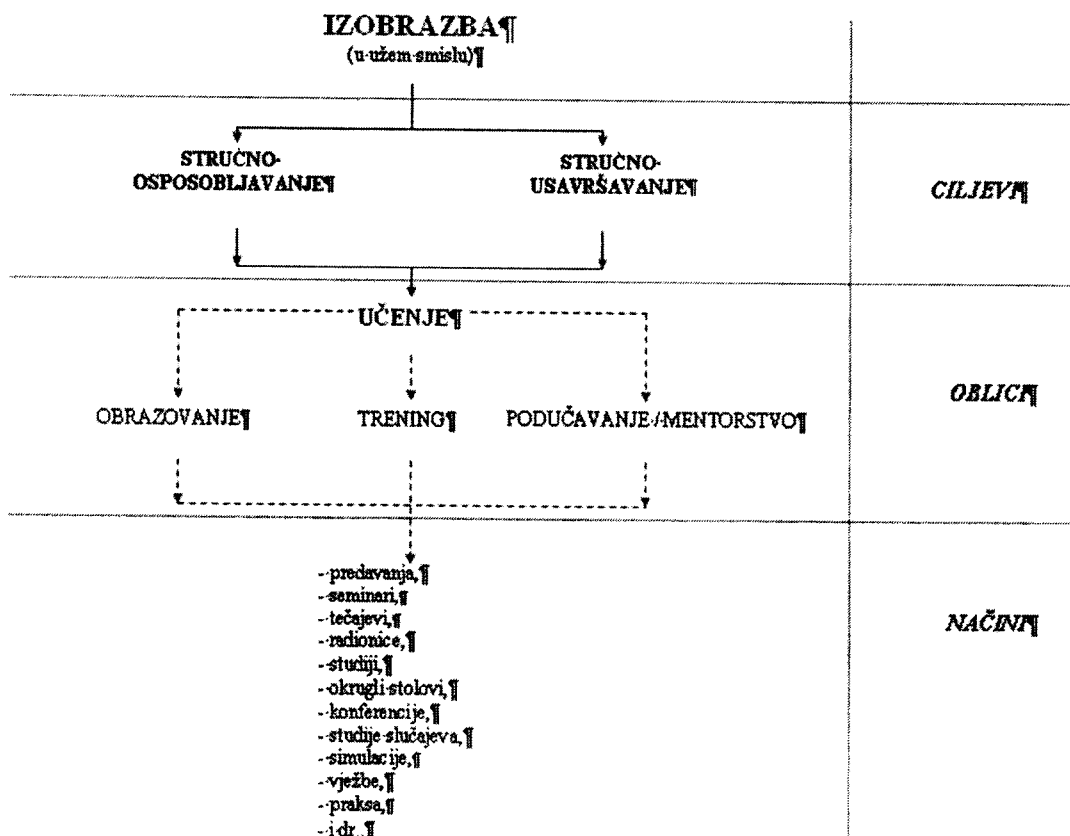 IZOBRAZBA¶
(u·užem·smislu)¶
STRUČNO·
OSPOSOBLJAVANJE¶
STRUČNO·
USAVRŠAVANJE¶
CILJEVI¶
UČENJE¶
OBRAZOVANJE¶
TRENING¶
PODUČAVANJE·/·MENTORSTVO¶
OBLICI¶
-·predavanja,¶
-·seminari,¶
-·tečajevi,¶
-·radionice,¶
-·studiji,¶
-·okrugli·stolovi,¶
-·konferencije,¶
-·studije·slučajeva,¶
-·simulacije,¶
-·vježbe,¶
-·praksa,¶
-·i·dr.,¶
NAČINI¶